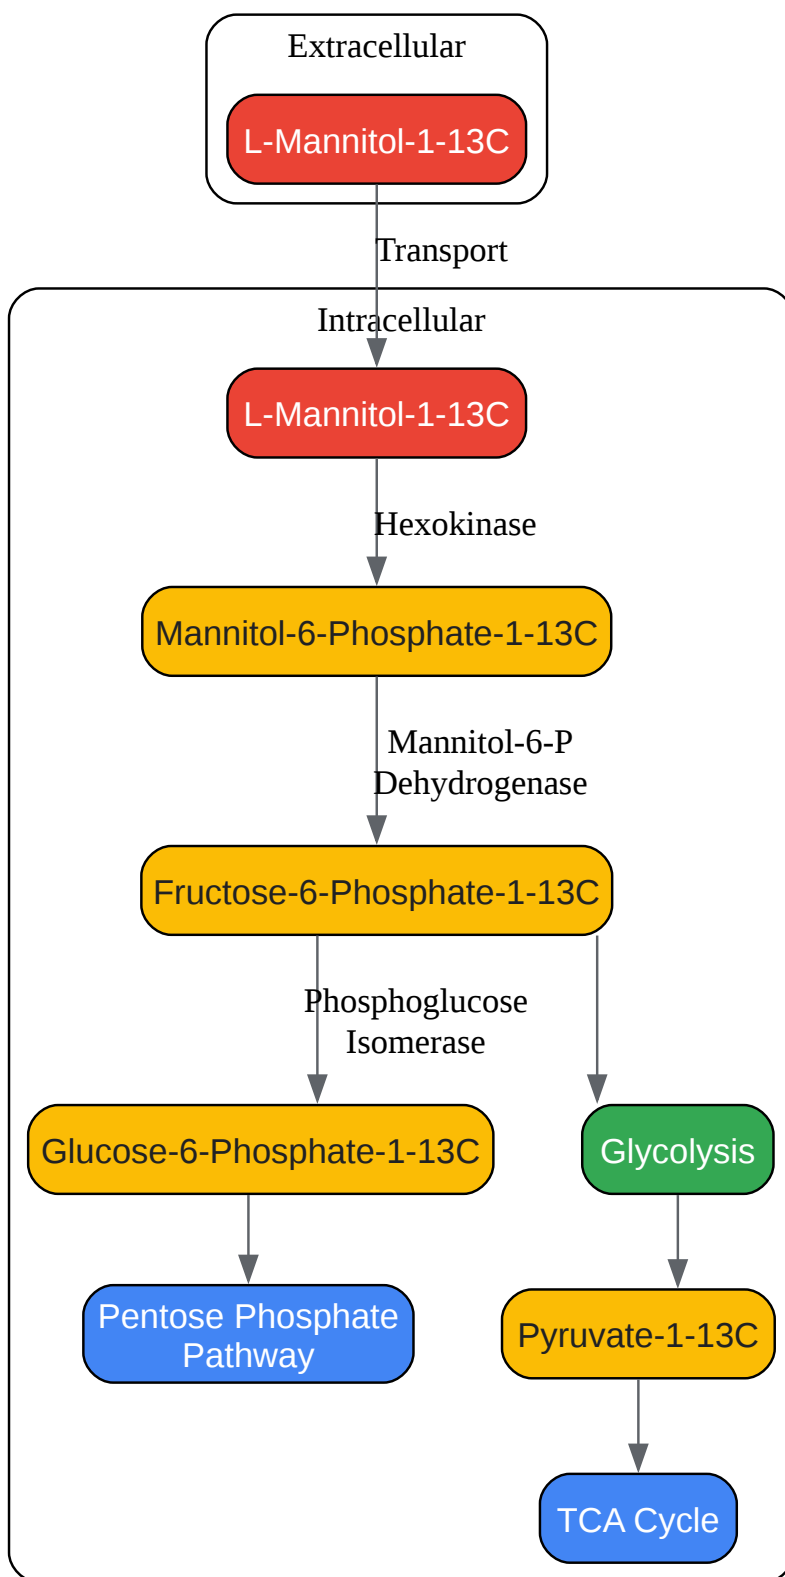 Extracellular
L-Mannitol-1-13C
Transport
Intracellular
L-Mannitol-1-13C
Hexokinase
Mannitol-6-Phosphate-1-13C
Mannitol-6-P
Dehydrogenase
Fructose-6-Phosphate-1-13C
Phosphoglucose
Isomerase
Glucose-6-Phosphate-1-13C
Glycolysis
Pentose Phosphate
Pathway
Pyruvate-1-13C
TCA Cycle